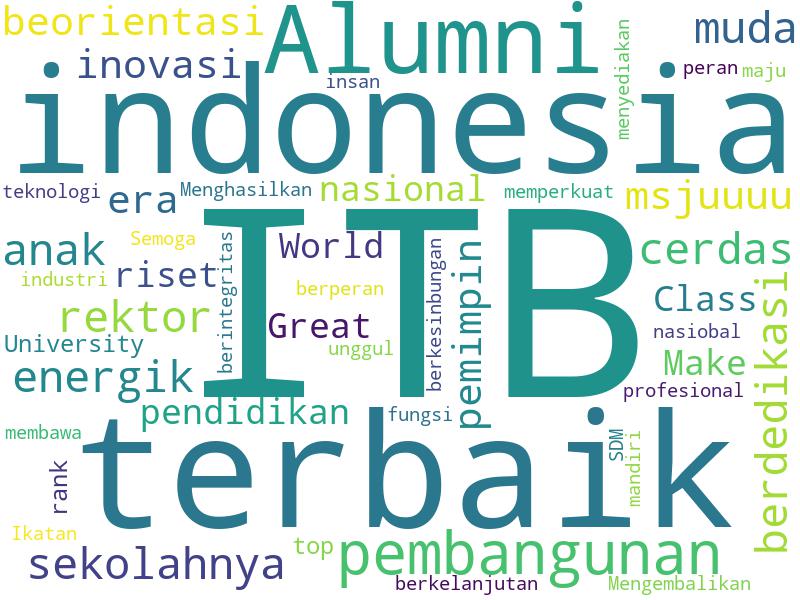 beorientasi
Alumni
muda
inovasi
insan
menyediakan
peran
maju
indonesia
teknologi
era
Menghasilkan
nasional
memperkuat
msjuuuu
ITB
anak
Semoga
berintegritas
World
berkesinbungan
pemimpin
cerdas
industri
riset
berperan
Class
berdedikasi
rektor
Great
University
unggul
nasiobal
energik
Make
profesional
pendidikan
fungsi
membawa
terbaik
SDM
mandiri
rank
Ikatan
sekolahnya
top
pembangunan
berkelanjutan
Mengembalikan